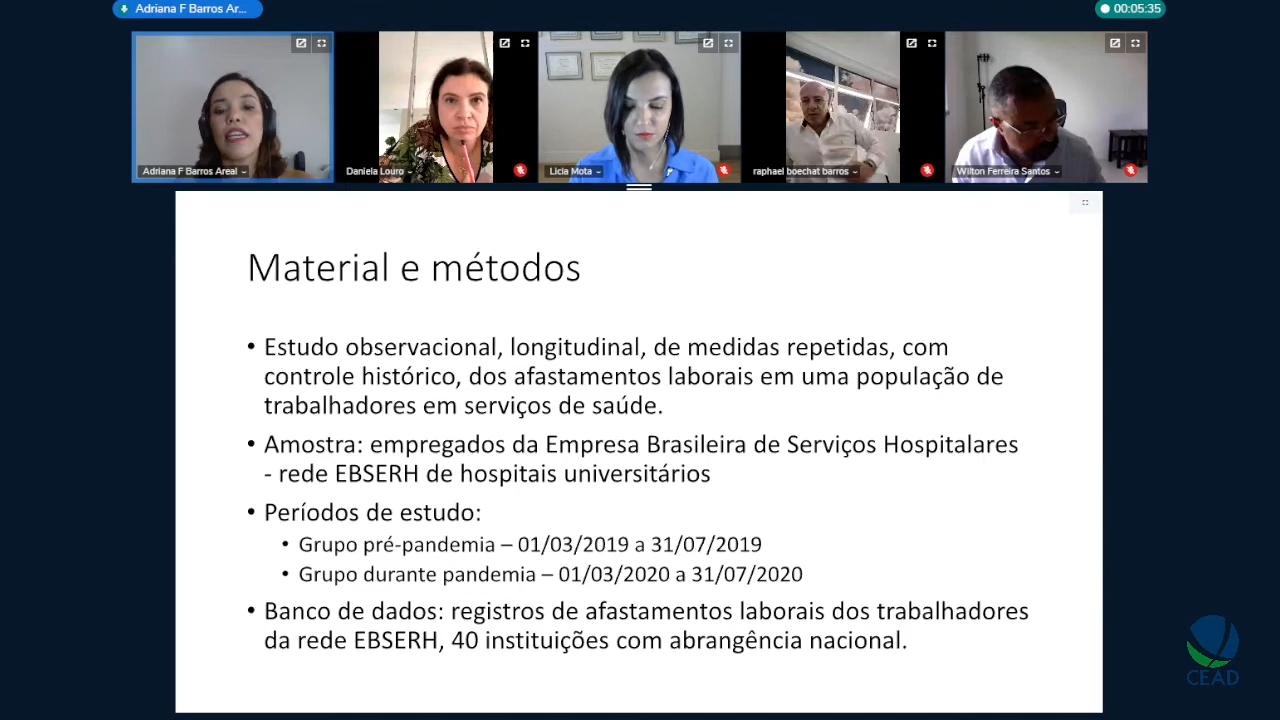 Adriana F Barros Ar...
00:05:35
Adriana F Barros Areal
Daniela Louro
Licia Mota
raphael boechat barros
Wilton Ferreira Santos
Material e métodos
• Estudo observacional, longitudinal, de medidas repetidas, com
controle histórico, dos afastamentos laborais em uma população de
trabalhadores em serviços de saúde.
• Amostra: empregados da Empresa Brasileira de Serviços Hospitalares
- rede EBSERH de hospitais universitários
• Períodos de estudo:
• Grupo pré-pandemia – 01/03/2019 a 31/07/2019
• Grupo durante pandemia – 01/03/2020 a 31/07/2020
• Banco de dados: registros de afastamentos laborais dos trabalhadores
da rede EBSERH, 40 instituições com abrangência nacional.
CEAD